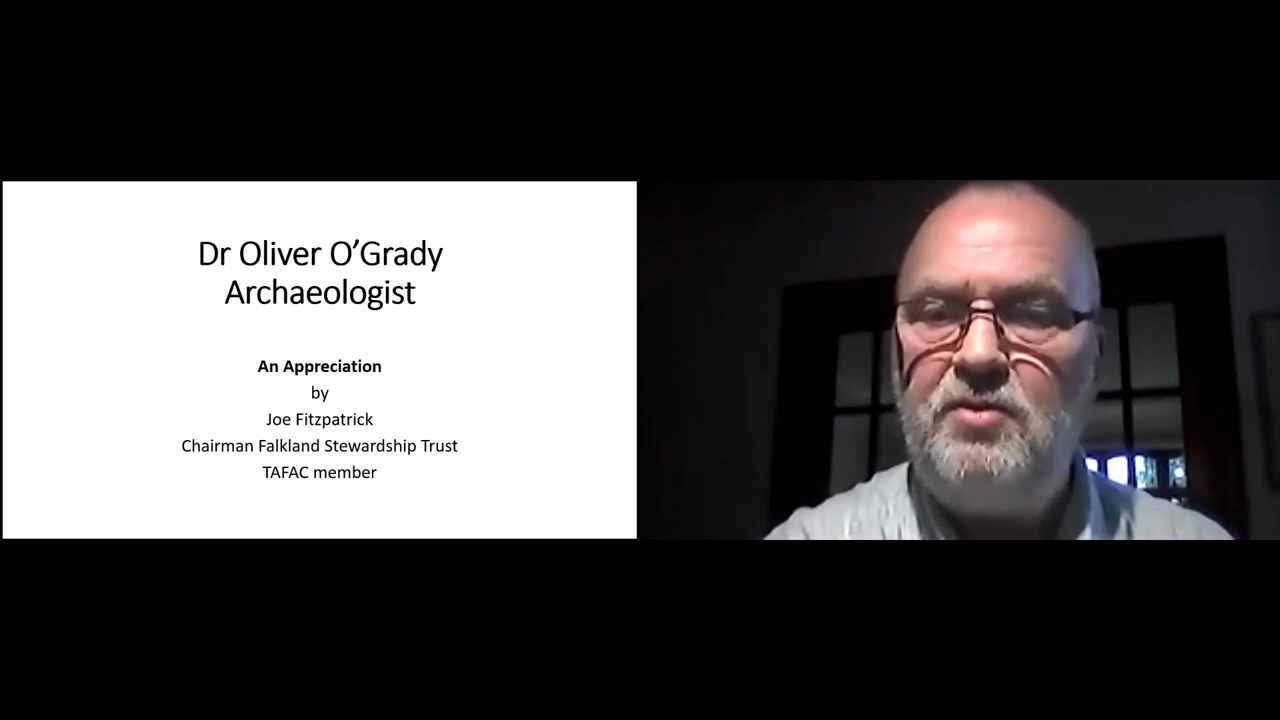 Dr Oliver O’Grady
Archaeologist
An Appreciation
by
Joe Fitzpatrick
Chairman Falkland Stewardship Trust
TAFAC member